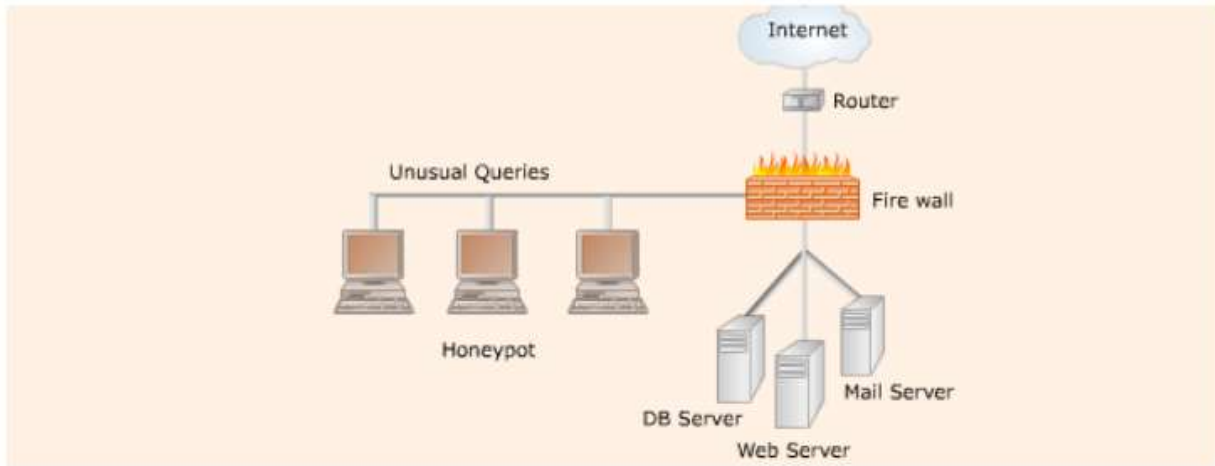 Internet
Router
Unusual Queries
Fire wall
Honeypot
Mail Server
DB Server
Web Server